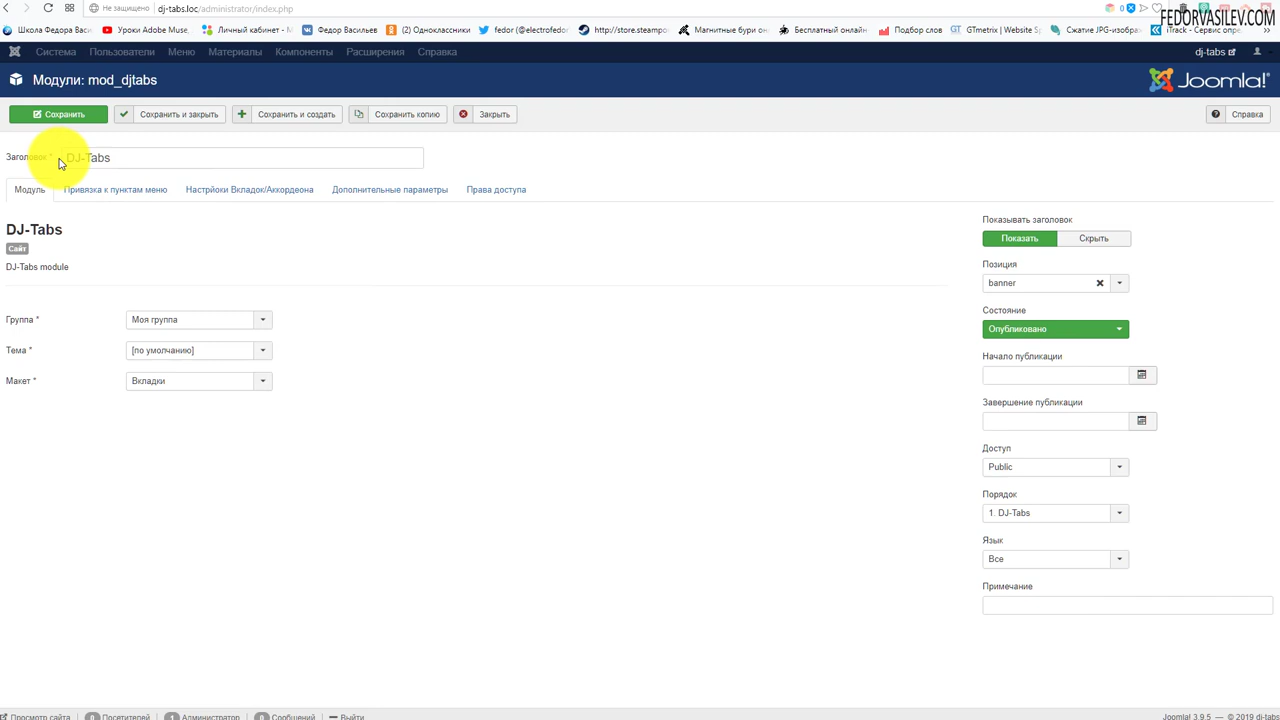 Не защищено dj-tabs.loc/administrator/index.php
FEDORVASILEV.COM
Школа Федора Васи Уроки Adobe Muse, Личный кабинет - М Федор Васильев (2) Одноклассники fedor (@electrofedor http://store.steampo Магнитные бури он Бесплатный онлайн Подбор слов GTmetrix | Website Sp Сжатие JPG-изображ iTrack - Сервис опре
Система Пользователи Меню Материалы Компоненты Расширения Справка dj-tabs
Модули: mod_djtabs Joomla!®
Сохранить Сохранить и закрыть Сохранить и создать Сохранить копию Закрыть Справка
Заголовок * DJ-Tabs
Модуль Привязка к пунктам меню Настрйоки Вкладок/Аккордеона Дополнительные параметры Права доступа
DJ-Tabs
Сайт
DJ-Tabs module
Группа * Моя группа
Тема * [по умолчанию]
Макет * Вкладки
Показывать заголовок
Показать Скрыть
Позиция
banner
Состояние
Опубликовано
Начало публикации
Завершение публикации
Доступ
Public
Порядок
1. DJ-Tabs
Язык
Все
Примечание
Просмотр сайта 0 Посетителей 1 Администратор 0 Сообщений Выйти Joomla! 3.9.5 — © 2019 dj-tabs